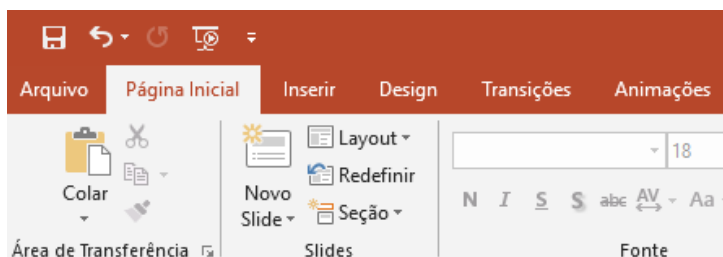 Arquivo Página Inicial Inserir Design Transições Animações
Colar
Novo Slide
Layout
Redefinir
Seção
18
N I S S abc AV Aa
Área de Transferência Slides Fonte